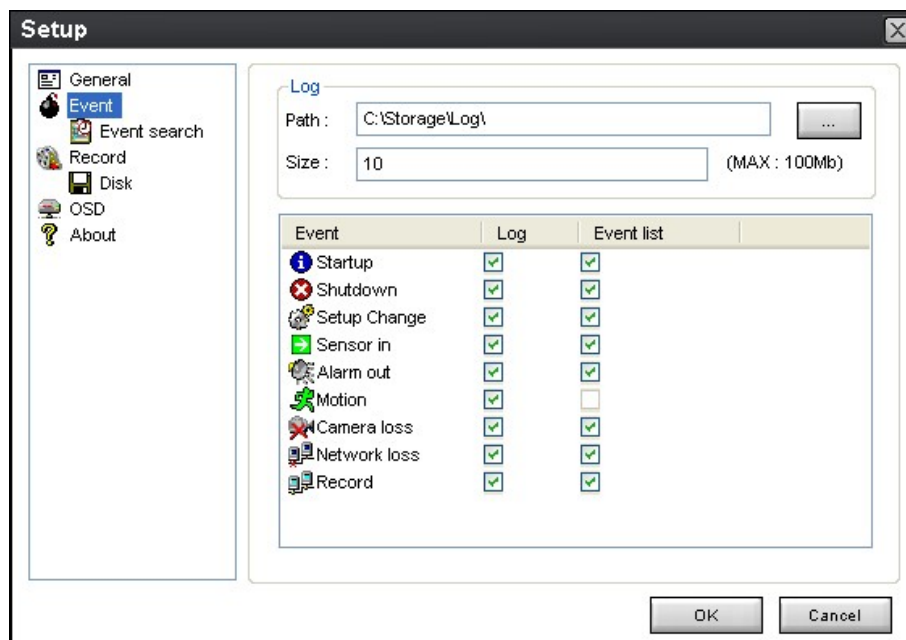 Setup
General
Event
Event search
Record
Disk
OSD
About
Log
Path : C:\Storage\Log\ ...
Size : 10 (MAX : 100Mb)
Event Log Event list
Startup
Shutdown
Setup Change
Sensor in
Alarm out
Motion
Camera loss
Network loss
Record
OK Cancel